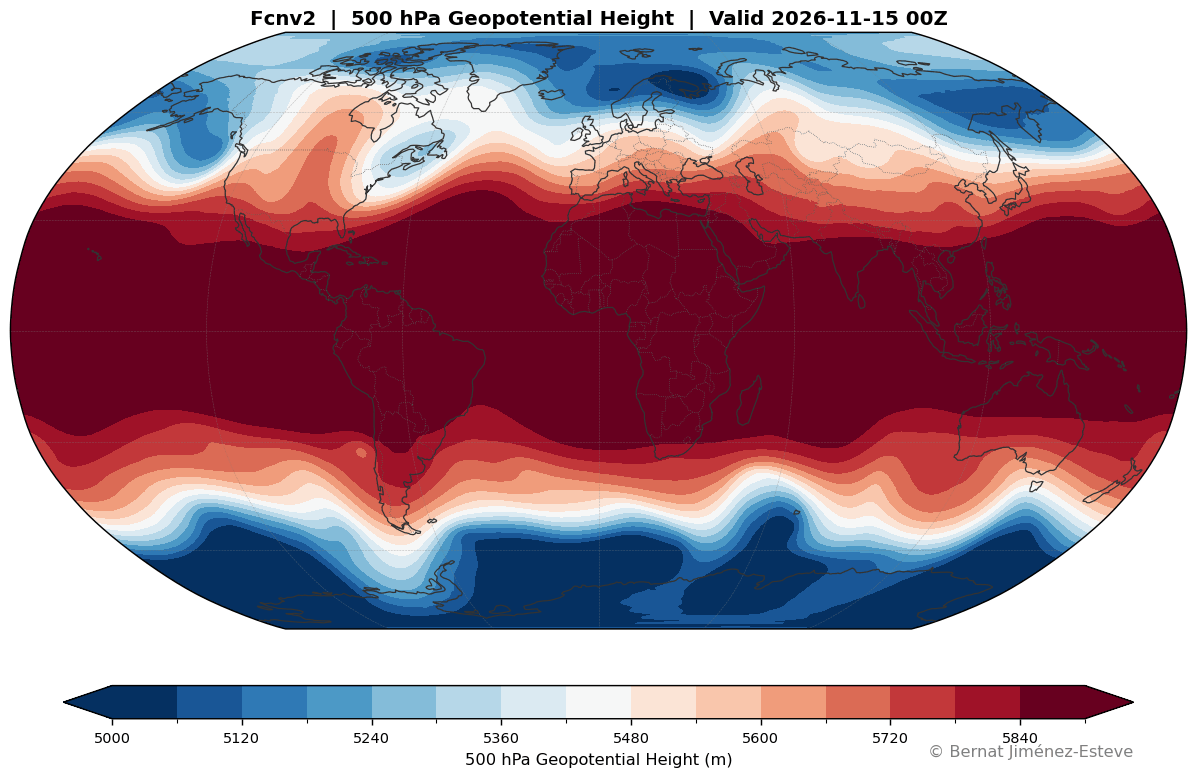 Fcnv2 | 500 hPa Geopotential Height | Valid 2026-11-15 00Z
5000 5120 5240 5360 5480 5600 5720 5840
500 hPa Geopotential Height (m)
© Bernat Jiménez-Esteve